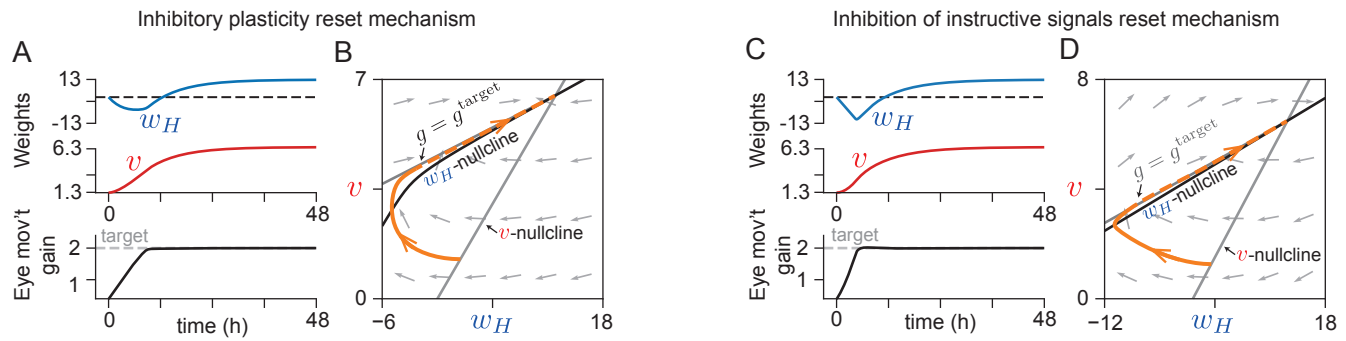 Inhibitory plasticity reset mechanism
A
Weights
13
-13
w_H
6.3
1.3
v
0
48
Eye mov't
gain
target
2
1
0
time (h)
48
B
7
v
0
g = g^target
w_H-nullcline
v-nullcline
−6
w_H
18
Inhibition of instructive signals reset mechanism
C
Weights
13
-13
w_H
6.3
1.3
v
0
48
Eye mov't
gain
target
2
1
0
time (h)
48
D
8
v
0
g = g^target
w_H-nullcline
v-nullcline
−12
w_H
18